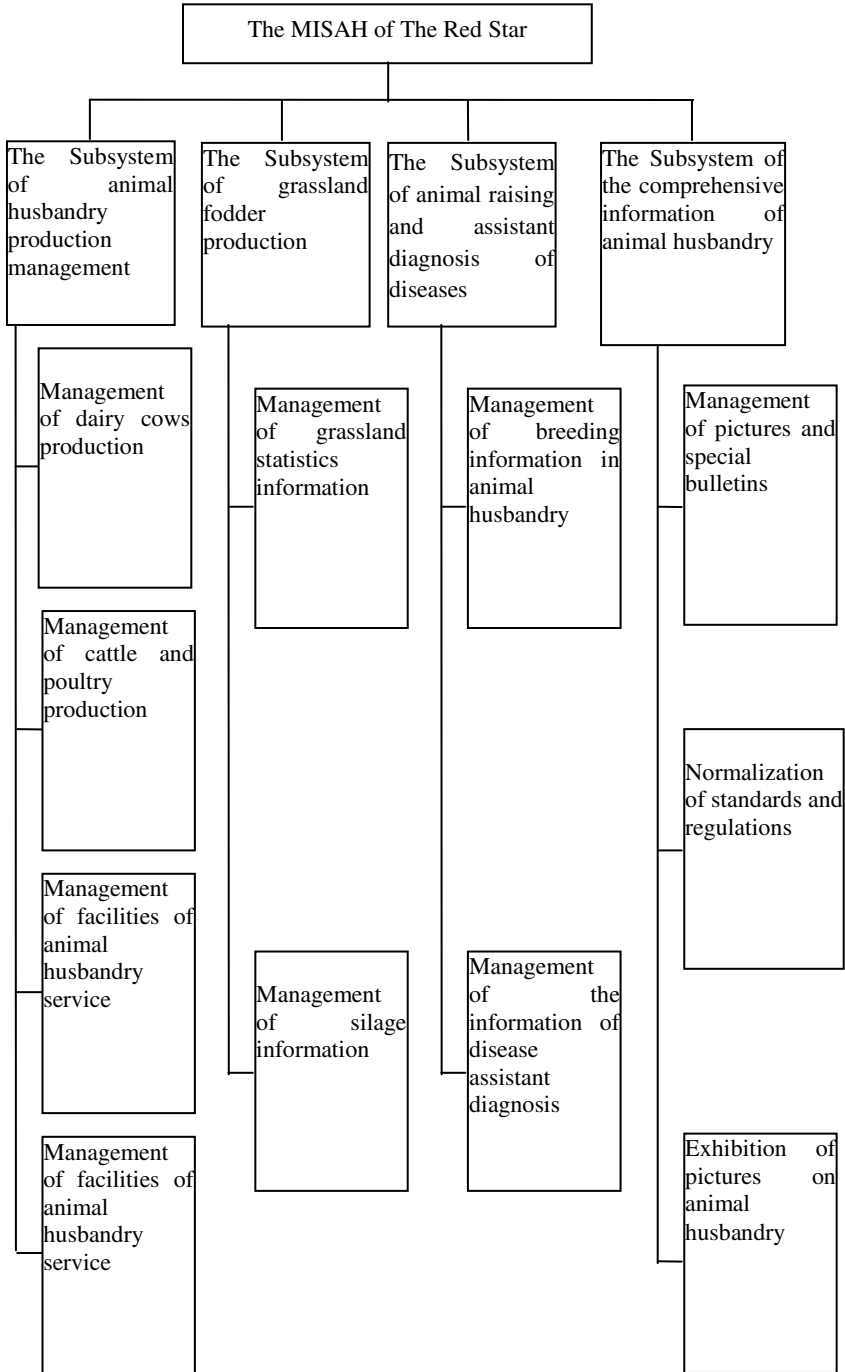 The MISAH of The Red Star
The Subsystem
of animal
husbandry
production
management
The Subsystem
of grassland
fodder
production
The Subsystem
of animal raising
and assistant
diagnosis of
diseases
The Subsystem of
the comprehensive
information of
animal husbandry
Management
of dairy cows
production
Management
of cattle and
poultry
production
Management
of facilities of
animal
husbandry
service
Management
of facilities of
animal
husbandry
service
Management
of grassland
statistics
information
Management
of silage
information
Management
of breeding
information in
animal
husbandry
Management
of the
information of
disease
assistant
diagnosis
Management
of pictures and
special
bulletins
Normalization
of standards and
regulations
Exhibition of
pictures on
animal
husbandry